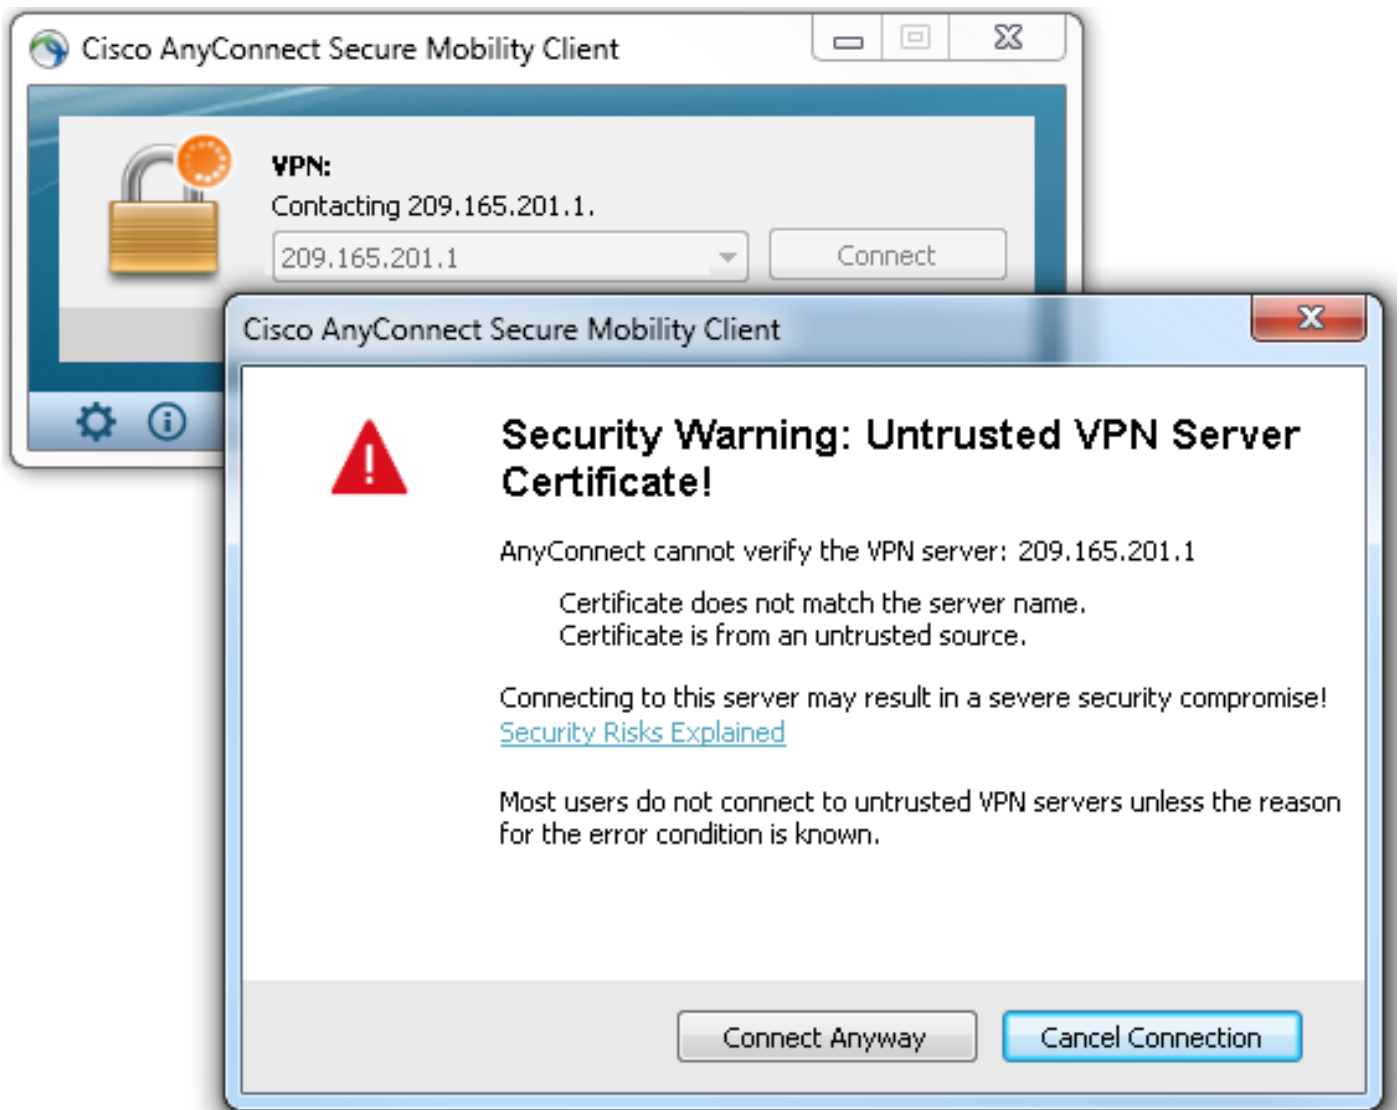 Cisco AnyConnect Secure Mobility Client
VPN:
Contacting 209.165.201.1.
209.165.201.1
Connect
Cisco AnyConnect Secure Mobility Client
Security Warning: Untrusted VPN Server
Certificate!
AnyConnect cannot verify the VPN server: 209.165.201.1
Certificate does not match the server name.
Certificate is from an untrusted source.
Connecting to this server may result in a severe security compromise!
Security Risks Explained
Most users do not connect to untrusted VPN servers unless the reason
for the error condition is known.
Connect Anyway
Cancel Connection